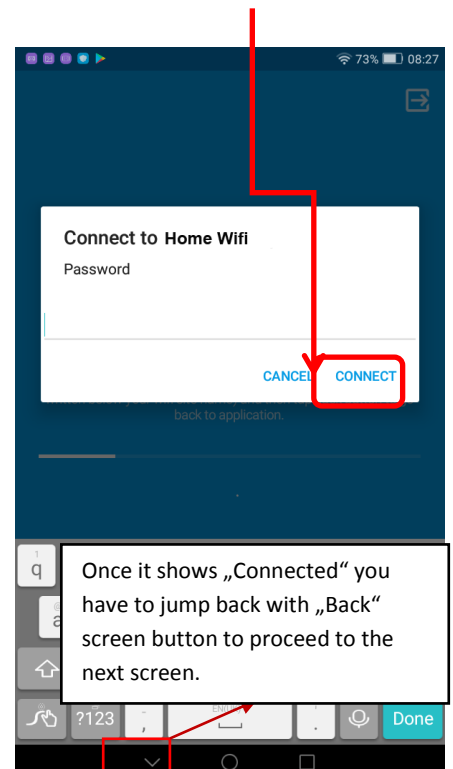 73% 08:27
Connect to Home Wifi
Password
CANCEL CONNECT
back to application.
1
q
Once it shows „Connected“ you
have to jump back with „Back“
screen button to proceed to the
next screen.
a
?123 , .
Done